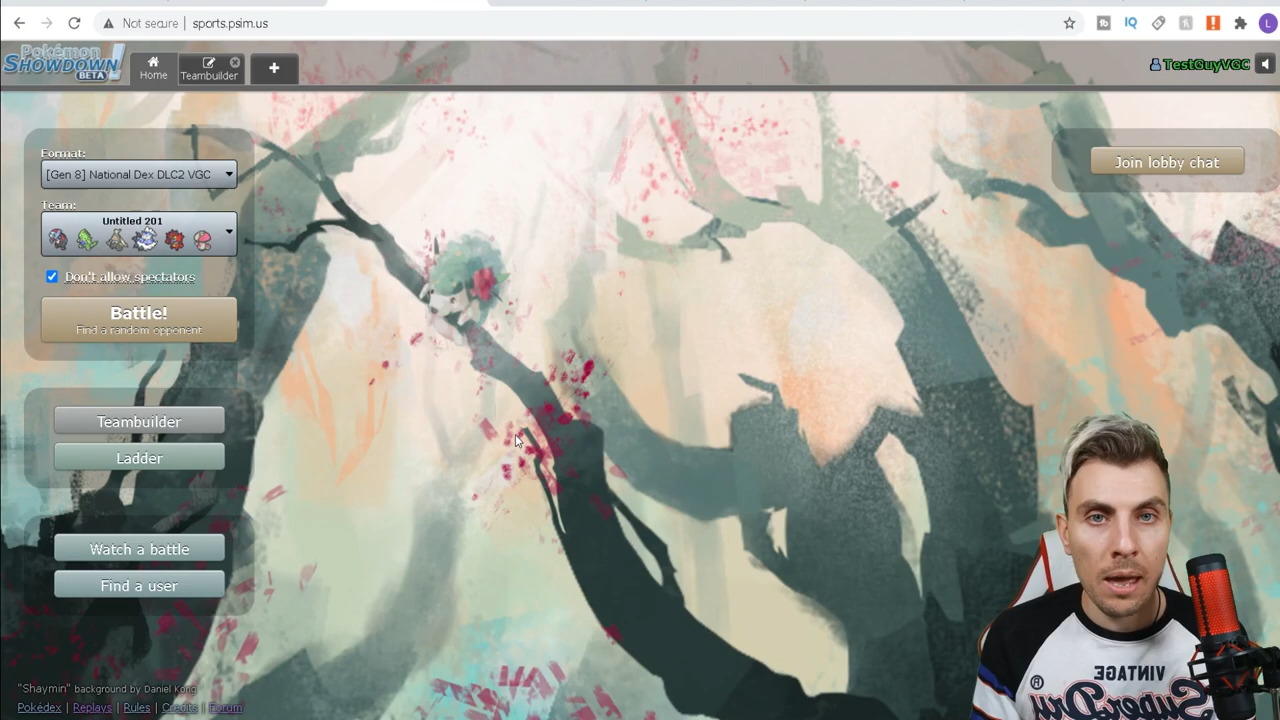 Not secure | sports.psim.us
IQ
L
Pokémon
SHOWDOWN!
BETA
Home
Teambuilder
+
TestGuyVGC
Format:
[Gen 8] National Dex DLC2 VGC
Team:
Untitled 201
Don't allow spectators
Battle!
Find a random opponent
Join lobby chat
Teambuilder
Ladder
Watch a battle
Find a user
VINTAGE
SuperDry
®
"Shaymin" background by Daniel Kong
Pokédex | Replays | Rules | Credits | Forum